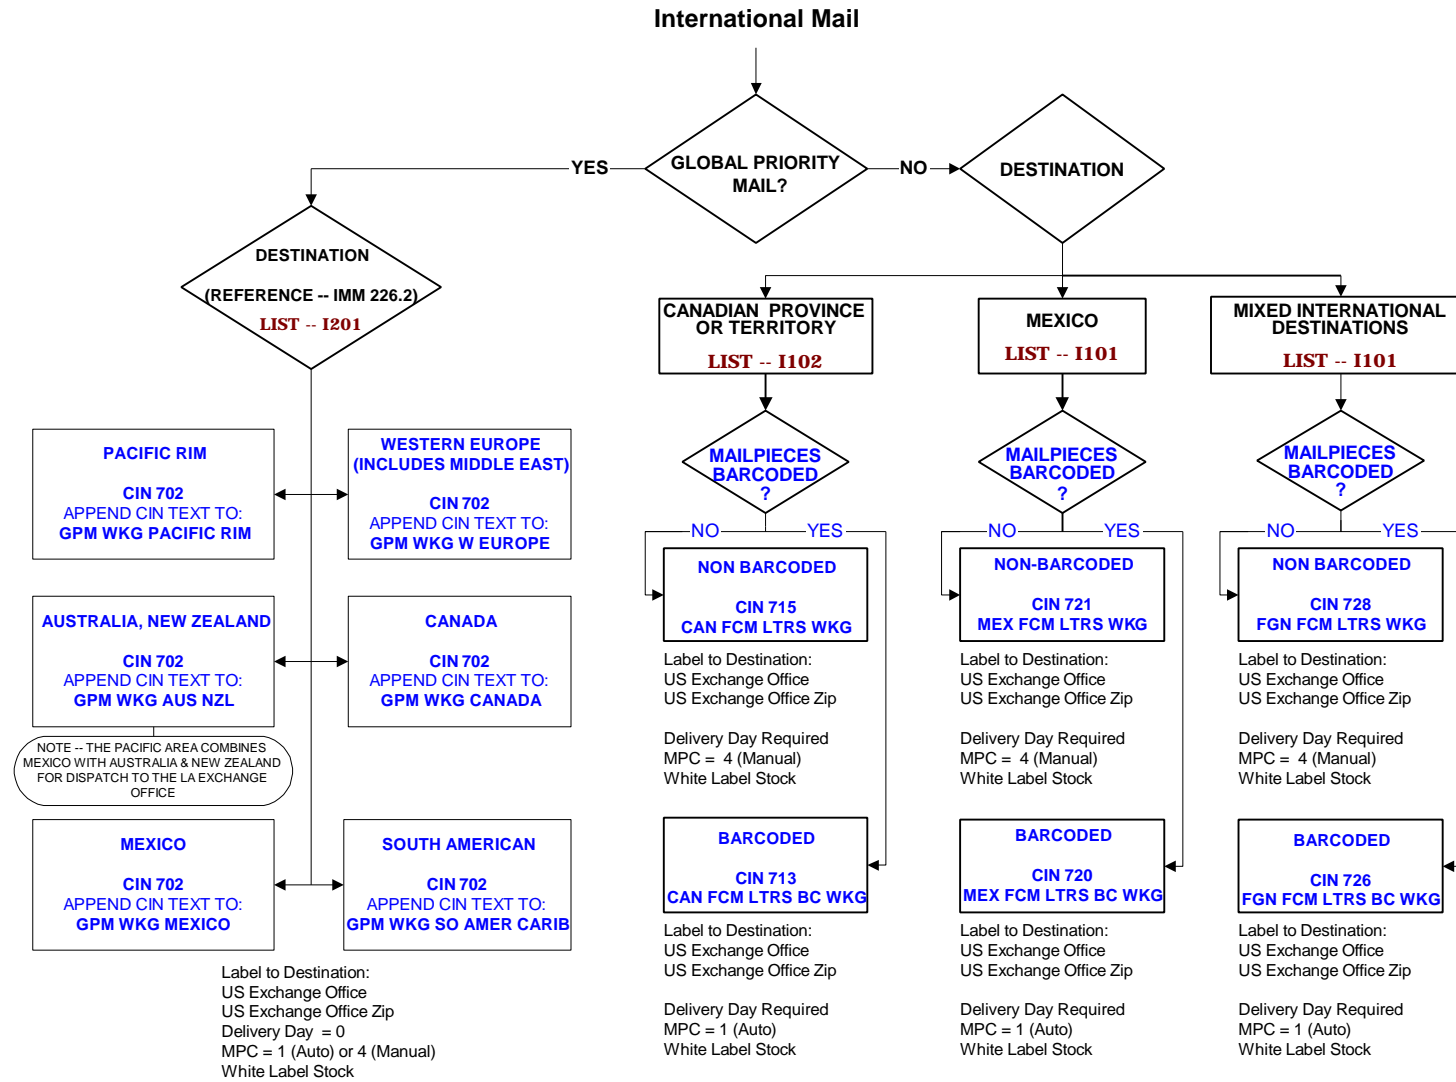 International Mail
GLOBAL PRIORITY
MAIL?
YES
NO
DESTINATION
DESTINATION
(REFERENCE -- IMM 226.2)
LIST -- I201
CANADIAN PROVINCE
OR TERRITORY
LIST -- I102
MEXICO
LIST -- I101
MIXED INTERNATIONAL
DESTINATIONS
LIST -- I101
PACIFIC RIM
CIN 702
APPEND CIN TEXT TO:
GPM WKG PACIFIC RIM
WESTERN EUROPE
(INCLUDES MIDDLE EAST)
CIN 702
APPEND CIN TEXT TO:
GPM WKG W EUROPE
AUSTRALIA, NEW ZEALAND
CIN 702
APPEND CIN TEXT TO:
GPM WKG AUS NZL
CANADA
CIN 702
APPEND CIN TEXT TO:
GPM WKG CANADA
NOTE -- THE PACIFIC AREA COMBINES
MEXICO WITH AUSTRALIA & NEW ZEALAND
FOR DISPATCH TO THE LA EXCHANGE
OFFICE
MEXICO
CIN 702
APPEND CIN TEXT TO:
GPM WKG MEXICO
SOUTH AMERICAN
CIN 702
APPEND CIN TEXT TO:
GPM WKG SO AMER CARIB
Label to Destination:
US Exchange Office
US Exchange Office Zip
Delivery Day = 0
MPC = 1 (Auto) or 4 (Manual)
White Label Stock
MAILPIECES
BARCODED
?
NO
YES
NON BARCODED
CIN 715
CAN FCM LTRS WKG
Label to Destination:
US Exchange Office
US Exchange Office Zip
Delivery Day Required
MPC = 4 (Manual)
White Label Stock
BARCODED
CIN 713
CAN FCM LTRS BC WKG
Label to Destination:
US Exchange Office
US Exchange Office Zip
Delivery Day Required
MPC = 1 (Auto)
White Label Stock
MAILPIECES
BARCODED
?
NO
YES
NON-BARCODED
CIN 721
MEX FCM LTRS WKG
Label to Destination:
US Exchange Office
US Exchange Office Zip
Delivery Day Required
MPC = 4 (Manual)
White Label Stock
BARCODED
CIN 720
MEX FCM LTRS BC WKG
Label to Destination:
US Exchange Office
US Exchange Office Zip
Delivery Day Required
MPC = 1 (Auto)
White Label Stock
MAILPIECES
BARCODED
?
NO
YES
NON BARCODED
CIN 728
FGN FCM LTRS WKG
Label to Destination:
US Exchange Office
US Exchange Office Zip
Delivery Day Required
MPC = 4 (Manual)
White Label Stock
BARCODED
CIN 726
FGN FCM LTRS BC WKG
Label to Destination:
US Exchange Office
US Exchange Office Zip
Delivery Day Required
MPC = 1 (Auto)
White Label Stock